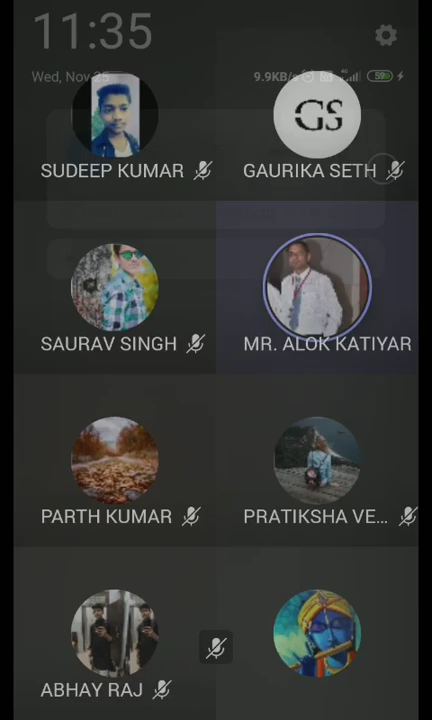 11:35
Wed, Nov 25
9.9KB/s
59
GS
SUDEEP KUMAR
GAURIKA SETH
SAURAV SINGH
MR. ALOK KATIYAR
PARTH KUMAR
PRATIKSHA VE...
ABHAY RAJ